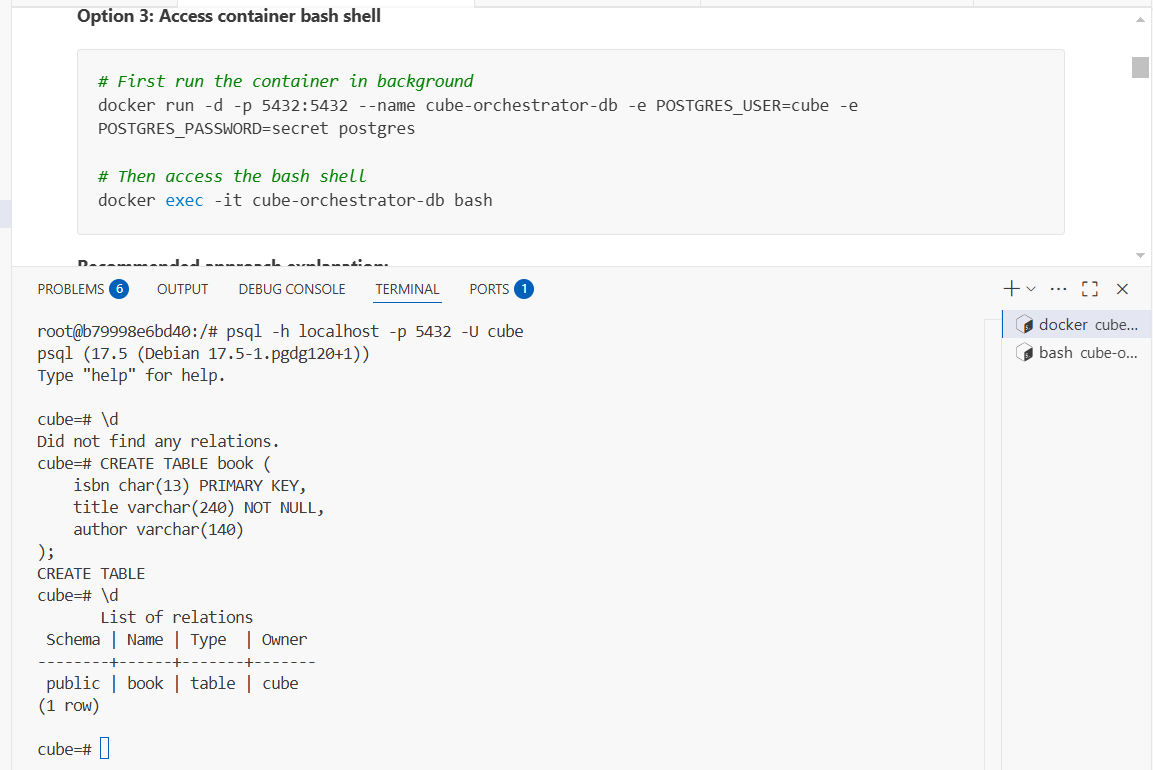 Option 3: Access container bash shell
# First run the container in background
docker run -d -p 5432:5432 --name cube-orchestrator-db -e POSTGRES_USER=cube -e
POSTGRES_PASSWORD=secret postgres
# Then access the bash shell
docker exec -it cube-orchestrator-db bash
Recommended approach explanation:
PROBLEMS 6 OUTPUT DEBUG CONSOLE TERMINAL PORTS 1
root@b79998e6bd40:/# psql -h localhost -p 5432 -U cube
psql (17.5 (Debian 17.5-1.pgdg120+1))
Type "help" for help.
cube=# \d
Did not find any relations.
cube=# CREATE TABLE book (
    isbn char(13) PRIMARY KEY,
    title varchar(240) NOT NULL,
    author varchar(140)
);
CREATE TABLE
cube=# \d
       List of relations
 Schema | Name | Type  | Owner
--------+------+-------+-------
 public | book | table | cube
(1 row)
cube=#
docker cube...
bash cube-o...